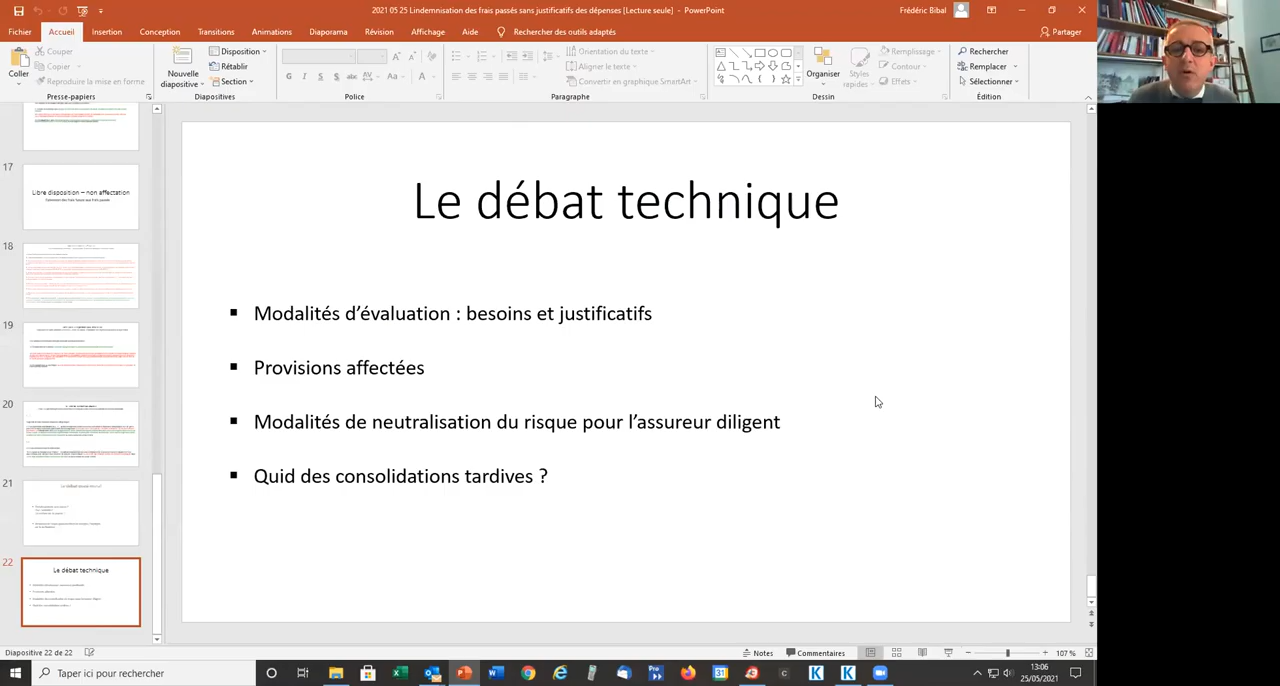 2021 05 25 Lindemnisation des frais passés sans justificatifs des dépenses [Lecture seule] - PowerPoint
Frédéric Bibal
Fichier
Accueil
Insertion
Conception
Transitions
Animations
Diaporama
Révision
Affichage
Aide
Rechercher des outils adaptés
Partager
Coller
Couper
Copier
Reproduire la mise en forme
Presse-papiers
Nouvelle
diapositive
Disposition
Rétablir
Section
Diapositives
G I S S abc AV Aa A
Police
Orientation du texte
Aligner le texte
Convertir en graphique SmartArt
Paragraphe
Organiser
Styles
rapides
Remplissage
Contour
Effets
Dessin
Rechercher
Remplacer
Sélectionner
Édition
17
Libre disposition – non affectation
18
19
20
21
22
Le débat technique
Le débat technique
Modalités d'évaluation : besoins et justificatifs
Provisions affectées
Modalités de neutralisation du risque pour l'assureur diligent
Quid des consolidations tardives ?
Diapositive 22 de 22
Notes
Commentaires
107 %
Taper ici pour rechercher
13:06
25/05/2021